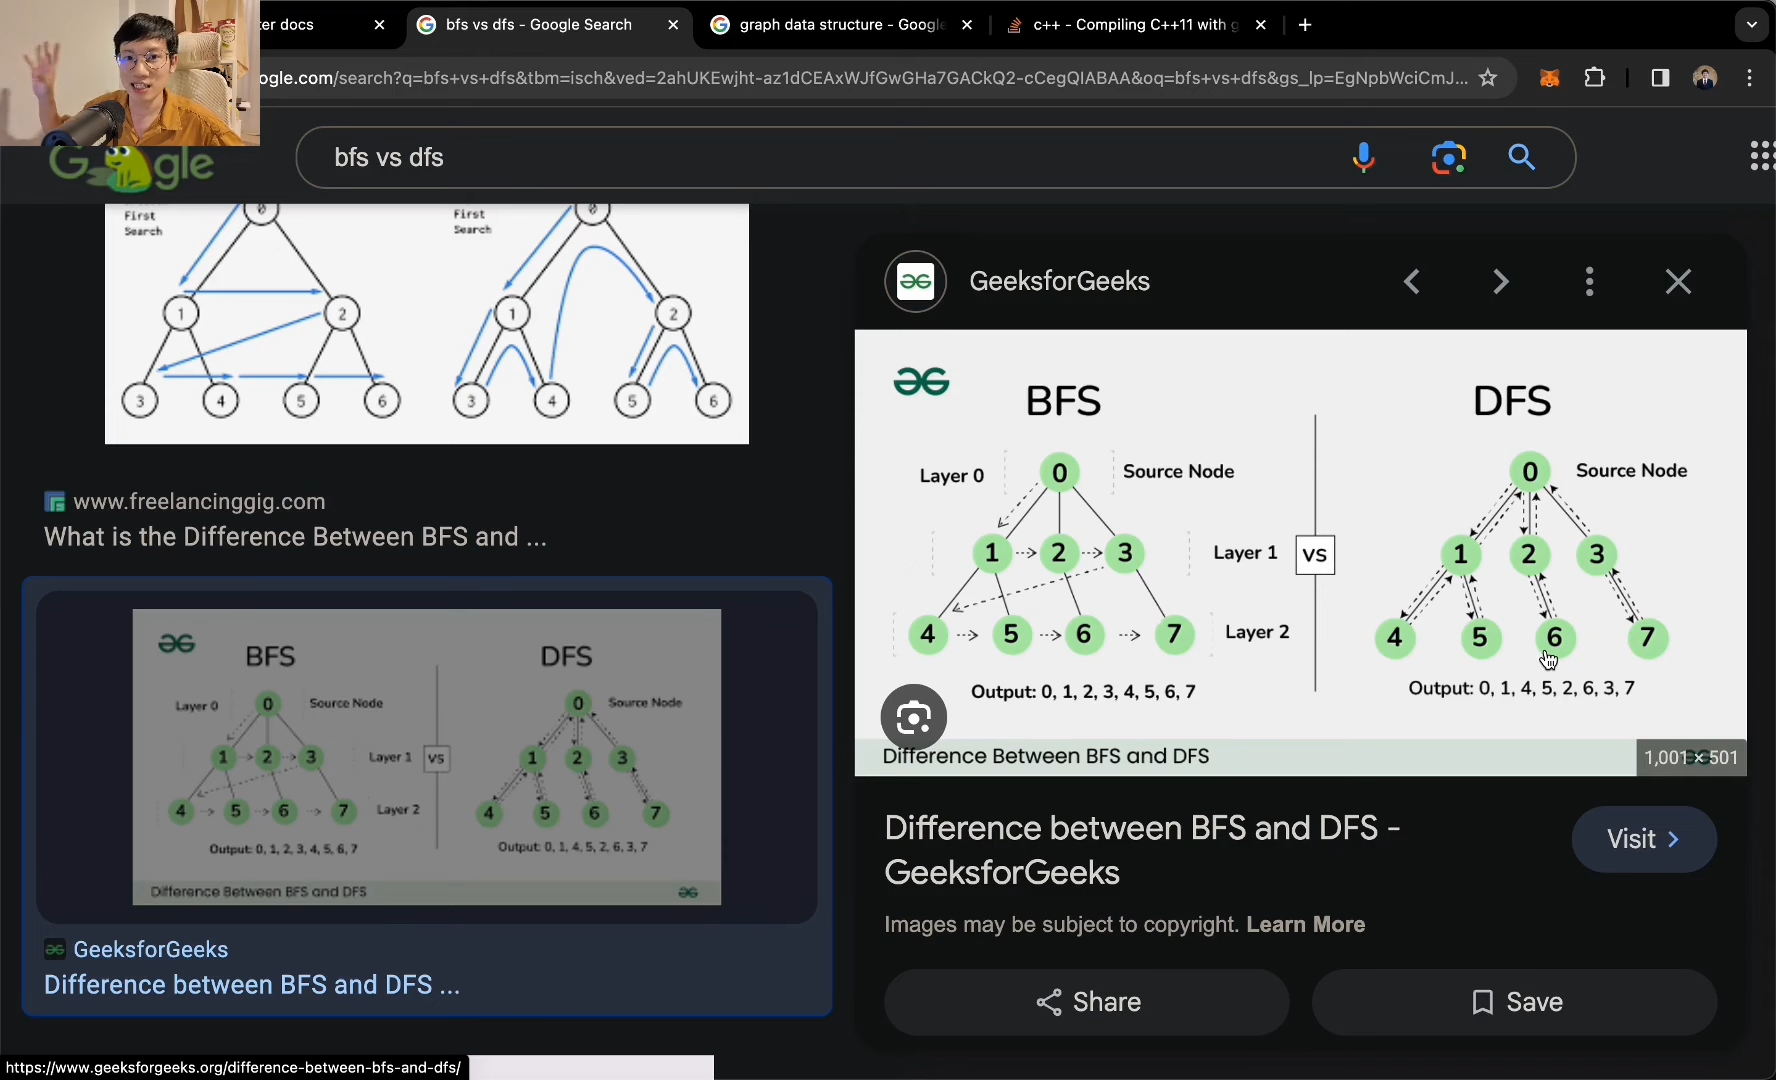 ter docs
bfs vs dfs - Google Search
graph data structure - Google
c++ - Compiling C++11 with g
ogle.com/search?q=bfs+vs+dfs&tbm=isch&ved=2ahUKEwjht-az1dCEAxWJfGwGHa7GACkQ2-cCegQIABAA&oq=bfs+vs+dfs&gs_lp=EgNpbWciCmJ...
Google
bfs vs dfs
First
Search
0
1
2
3
4
5
6
First
Search
0
1
2
3
4
5
6
www.freelancinggig.com
What is the Difference Between BFS and ...
BFS
DFS
Layer 0
0
Source Node
0
Source Node
1
2
3
Layer 1
VS
1
2
3
4
5
6
7
Layer 2
4
5
6
7
Output: 0, 1, 2, 3, 4, 5, 6, 7
Output: 0, 1, 4, 5, 2, 6, 3, 7
Difference Between BFS and DFS
GeeksforGeeks
Difference between BFS and DFS ...
GeeksforGeeks
BFS
DFS
Layer 0
0
Source Node
0
Source Node
1
2
3
Layer 1
VS
1
2
3
4
5
6
7
Layer 2
4
5
6
7
Output: 0, 1, 2, 3, 4, 5, 6, 7
Output: 0, 1, 4, 5, 2, 6, 3, 7
Difference Between BFS and DFS
1,001 × 501
Difference between BFS and DFS -
GeeksforGeeks
Visit
Images may be subject to copyright. Learn More
Share
Save
https://www.geeksforgeeks.org/difference-between-bfs-and-dfs/